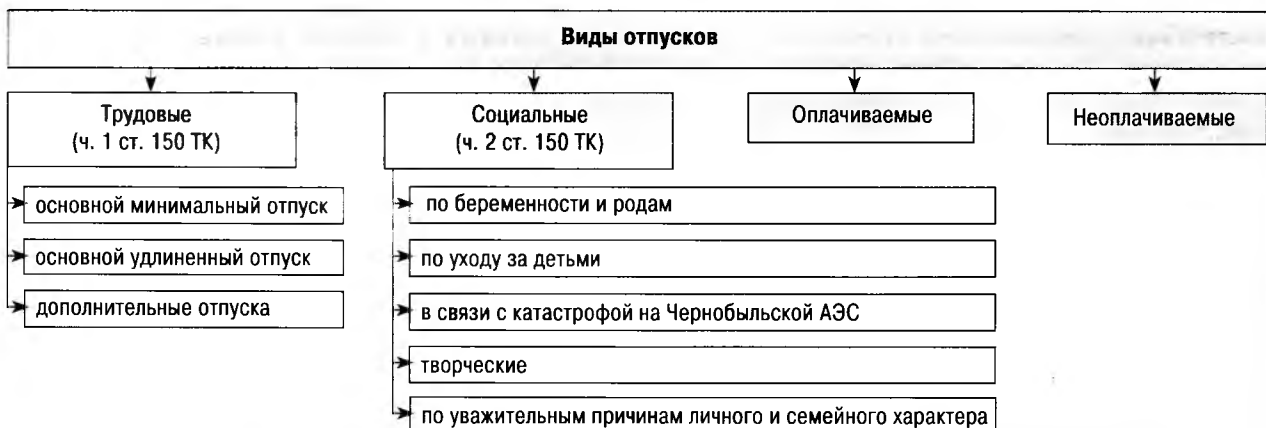 Виды отпусков
Трудовые
(ч. 1 ст. 150 ТК)
основной минимальный отпуск
основной удлиненный отпуск
дополнительные отпуска
Социальные
(ч. 2 ст. 150 ТК)
по беременности и родам
по уходу за детьми
в связи с катастрофой на Чернобыльской АЭС
творческие
по уважительным причинам личного и семейного характера
Оплачиваемые
Неоплачиваемые